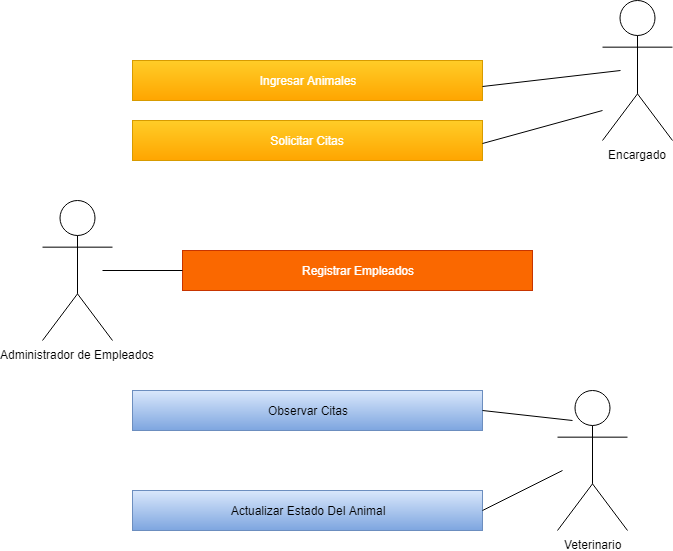 Ingresar Animales
Solicitar Citas
Encargado
Registrar Empleados
Administrador de Empleados
Observar Citas
Actualizar Estado Del Animal
Veterinario